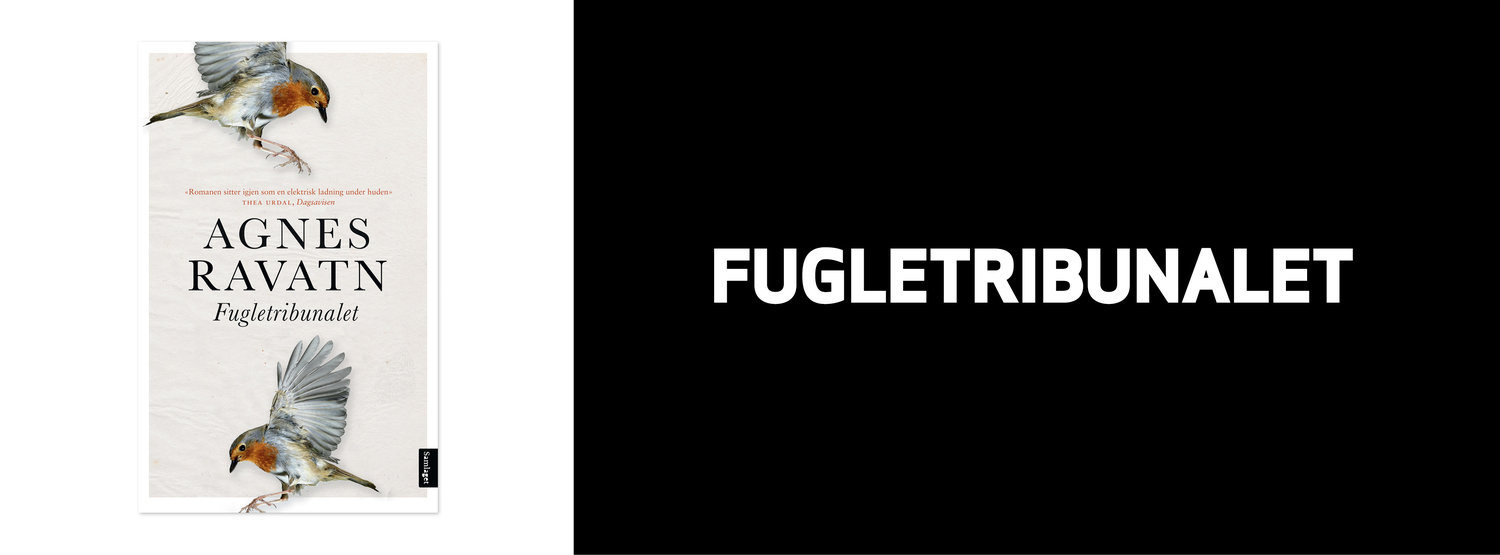 «Romanen sitter igjen som en elektrisk ladning under huden»
THEA URDAL, Dagsavisen
AGNES
RAVATN
Fugletribunalet
Samlaget
FUGLETRIBUNALET